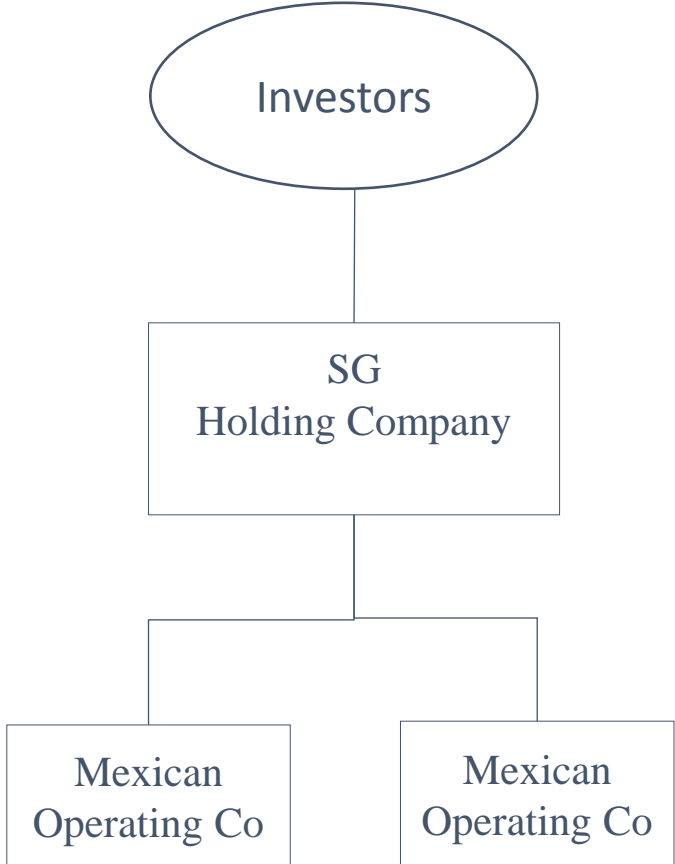 Investors
SG
Holding Company
Mexican
Operating Co
Mexican
Operating Co